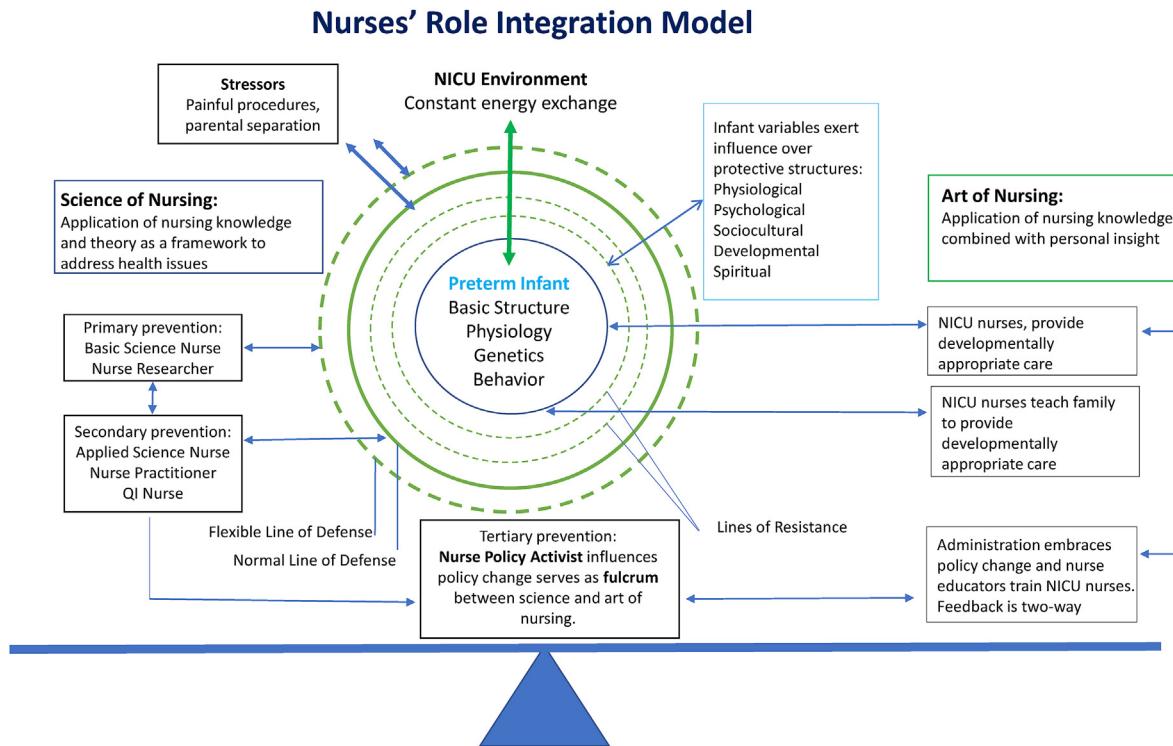 Nurses' Role Integration Model
Stressors
Painful procedures,
parental separation
NICU Environment
Constant energy exchange
Infant variables exert
influence over
protective structures:
Physiological
Psychological
Sociocultural
Developmental
Spiritual
Science of Nursing:
Application of nursing knowledge
and theory as a framework to
address health issues
Art of Nursing:
Application of nursing knowledge
combined with personal insight
Preterm Infant
Basic Structure
Physiology
Genetics
Behavior
Primary prevention:
Basic Science Nurse
Nurse Researcher
NICU nurses, provide
developmentally
appropriate care
Secondary prevention:
Applied Science Nurse
Nurse Practitioner
QI Nurse
NICU nurses teach family
to provide
developmentally
appropriate care
Flexible Line of Defense
Normal Line of Defense
Lines of Resistance
Tertiary prevention:
Nurse Policy Activist influences
policy change serves as fulcrum
between science and art of
nursing.
Administration embraces
policy change and nurse
educators train NICU nurses.
Feedback is two-way